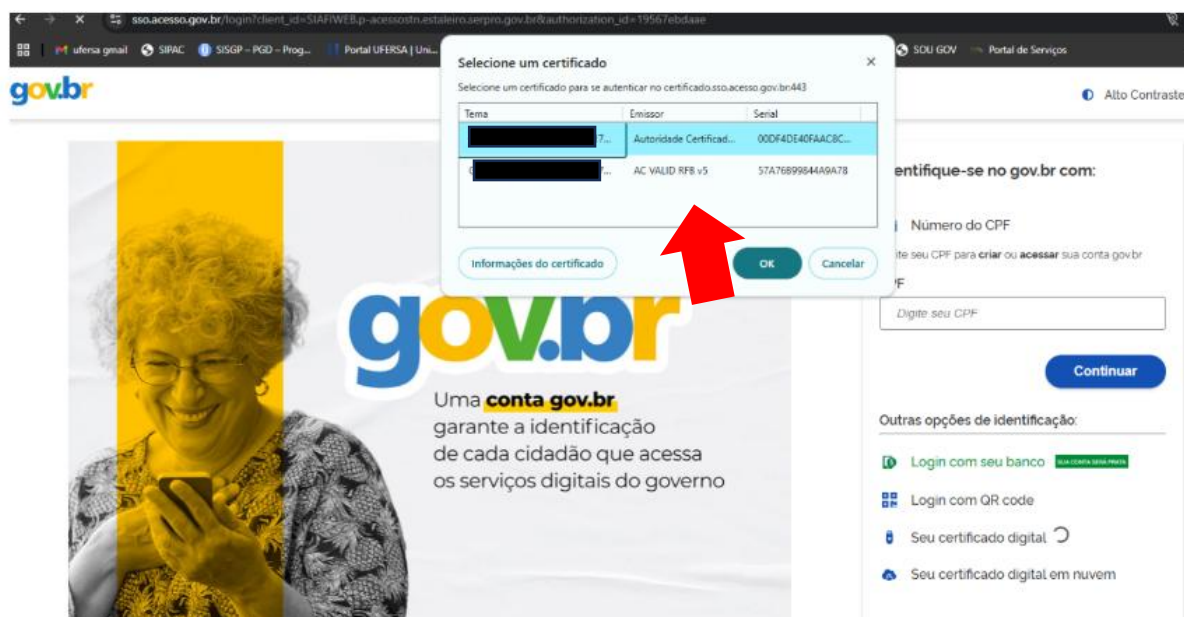 sso.acesso.gov.br/login?client_id=SIAFIWEB.p-acessostn.estaleiro.serpro.gov.br&authorization_id=19567ebdaae
ufersa gmail SIPAC SISGP – PGD – Prog... Portal UFERSA | Uni... SOU GOV Portal de Serviços
gov.br
Alto Contraste
Selecione um certificado
Selecione um certificado para se autenticar no certificado.sso.acesso.gov.br:443
Tema Emissor Serial
7... Autoridade Certificad... 00DF4DE40FAAC8C...
AC VALID RFB v5 57A76B99844A9A78
Informações do certificado OK Cancelar
entifique-se no gov.br com:
Número do CPF
ite seu CPF para criar ou acessar sua conta gov.br
Digite seu CPF
Continuar
gov.br
Uma conta gov.br
garante a identificação
de cada cidadão que acessa
os serviços digitais do governo
Outras opções de identificação:
Login com seu banco SUA CONTA SERÁ PRATA
Login com QR code
Seu certificado digital
Seu certificado digital em nuvem